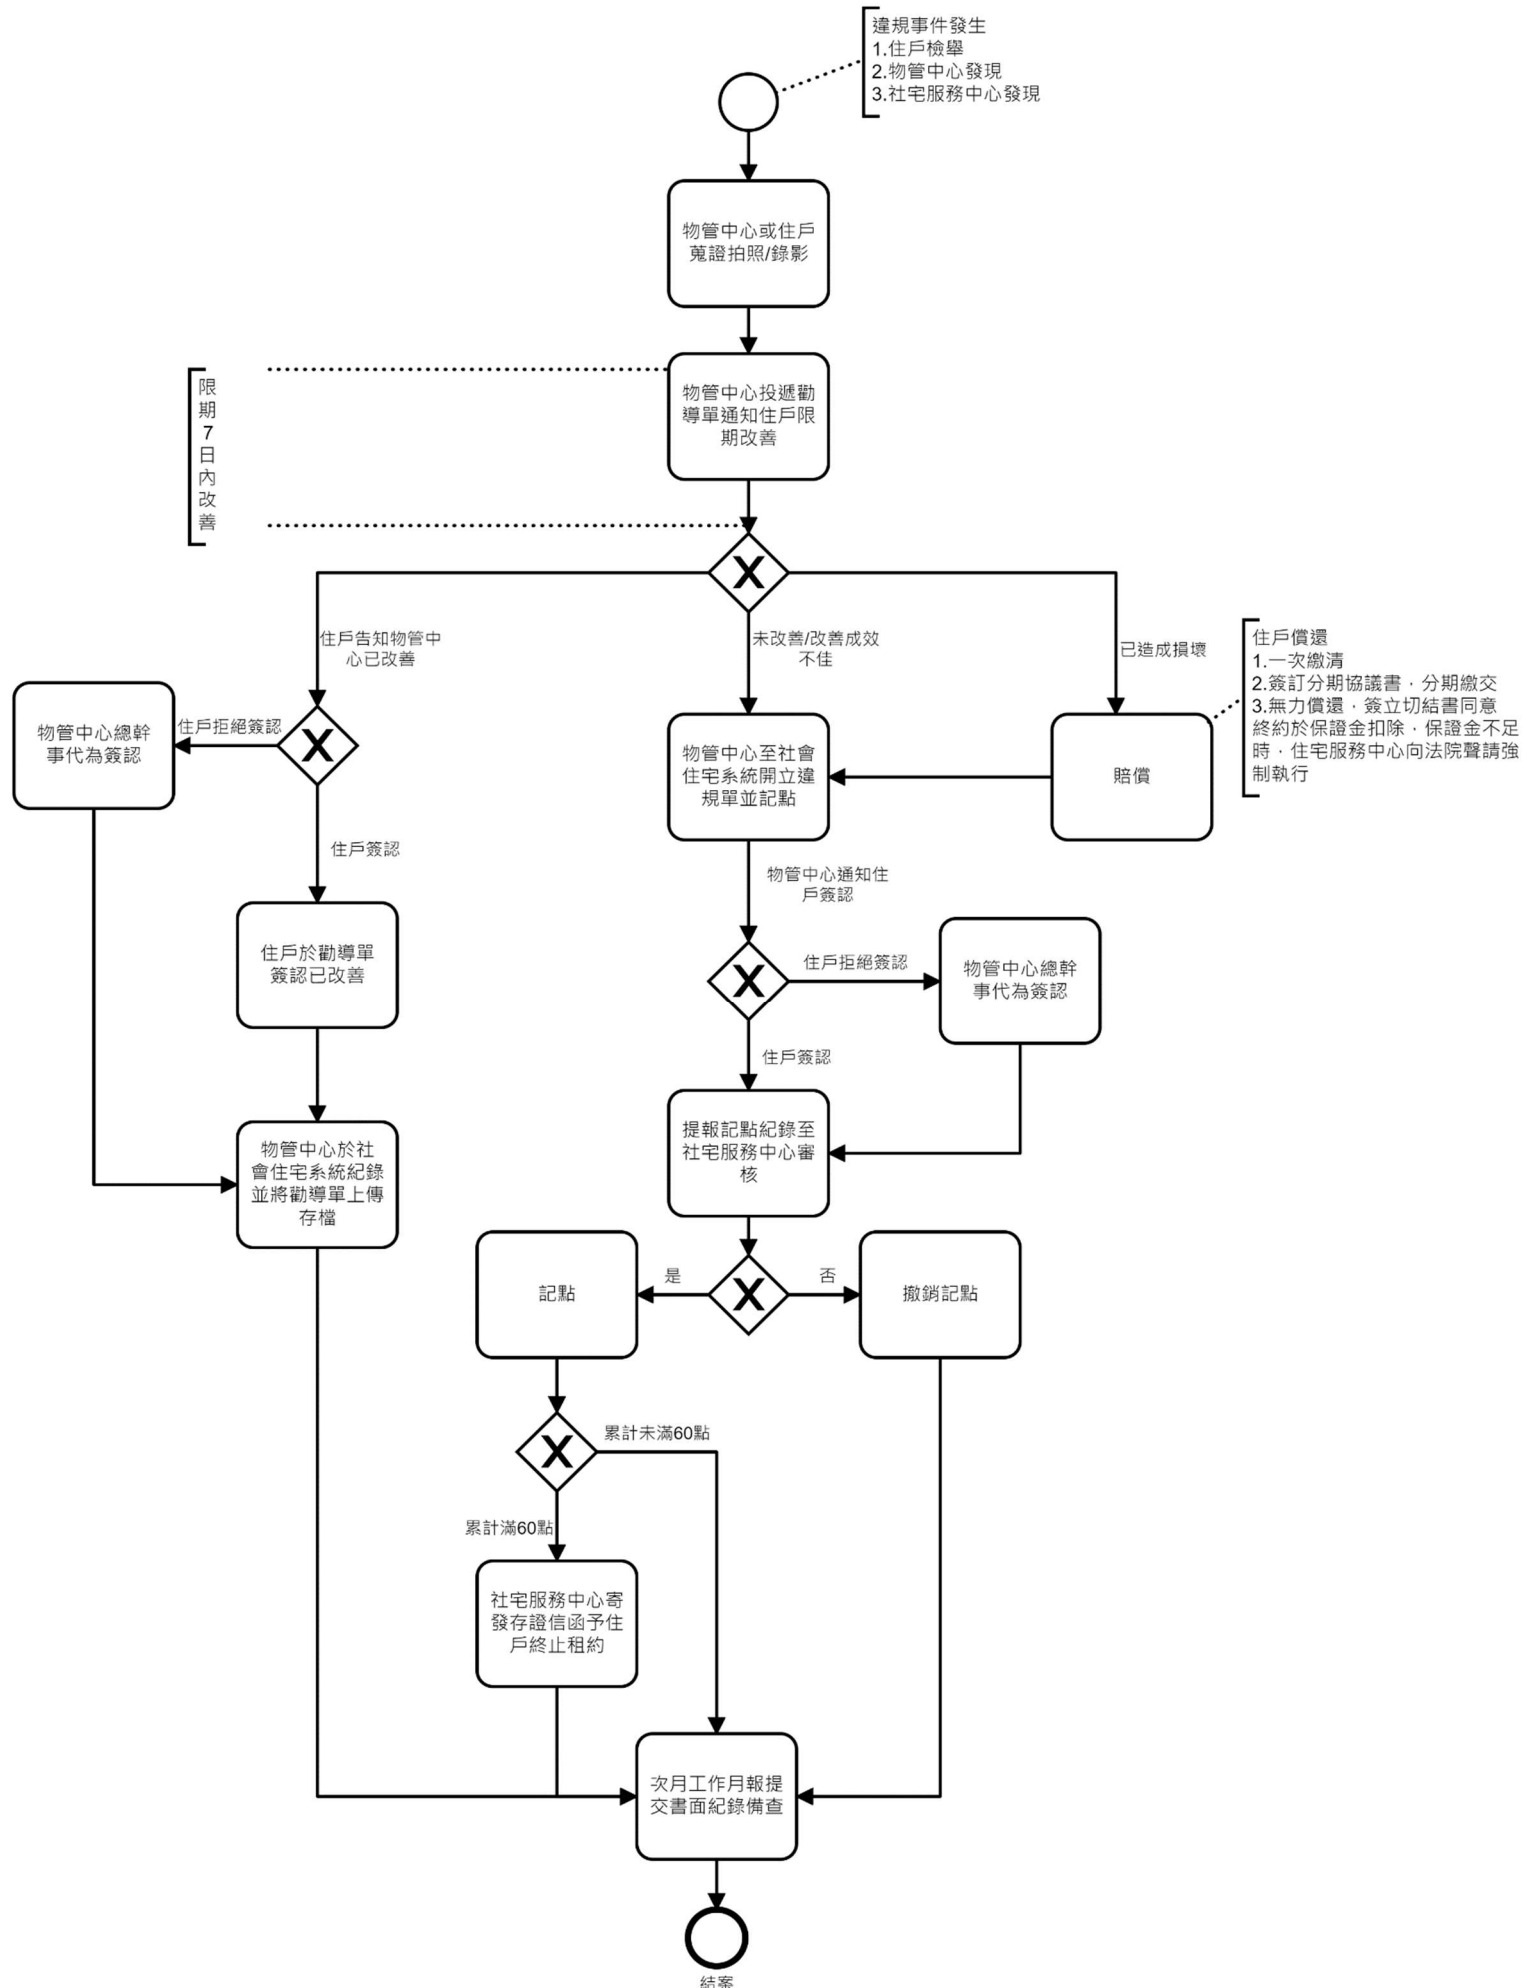 違規事件發生
1.住戶檢舉
2.物管中心發現
3.社宅服務中心發現
物管中心或住戶
蒐證拍照/錄影
限
期
7
日
內
改
善
物管中心投遞勸
導單通知住戶限
期改善
住戶告知物管中
心已改善
未改善/改善成效
不佳
已造成損壞
住戶償還
1.一次繳清
2.簽訂分期協議書，分期繳交
3.無力償還，簽立切結書同意
終約於保證金扣除，保證金不足
時，住宅服務中心向法院聲請強
制執行
物管中心總幹
事代為簽認
住戶拒絕簽認
物管中心至社會
住宅系統開立違
規單並記點
賠償
住戶簽認
物管中心通知住
戶簽認
住戶於勸導單
簽認已改善
住戶拒絕簽認
物管中心總幹
事代為簽認
住戶簽認
物管中心於社
會住宅系統紀錄
並將勸導單上傳
存檔
提報記點紀錄至
社宅服務中心審
核
記點
是
否
撤銷記點
累計未滿60點
累計滿60點
社宅服務中心寄
發存證信函予住
戶終止租約
次月工作月報提
交書面紀錄備查
結案